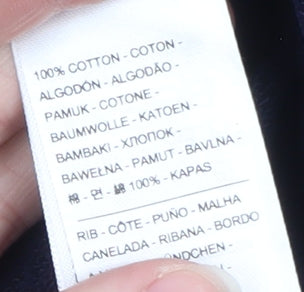 100% COTTON - COTON -
ALGODÓN - ALGODÃO -
PAMUK - COTONE -
BAUMWOLLE - KATOEN -
BAMBAKI - ХЛОПОК -
BAWEŁNA - PAMUT - BAVLNA -
棉 - 면 - 綿 100% - KAPAS
RIB - CÔTE - PUÑO - MALHA
CANELADA - RIBANA - BORDO